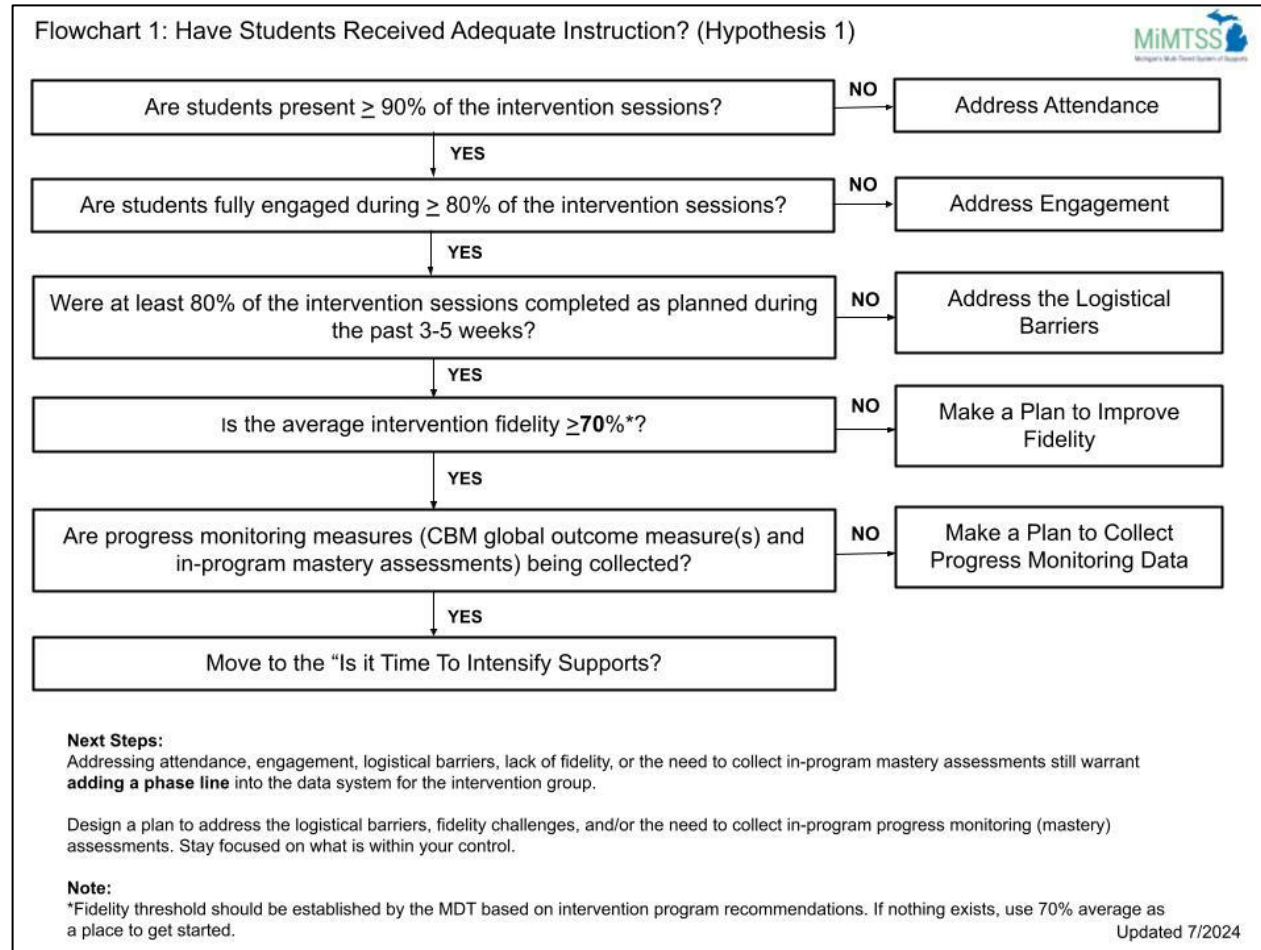 Flowchart 1: Have Students Received Adequate Instruction? (Hypothesis 1)
MiMTSS
Michigan's Multi-Tiered System of Supports
Are students present ≥ 90% of the intervention sessions?
NO
Address Attendance
YES
Are students fully engaged during ≥ 80% of the intervention sessions?
NO
Address Engagement
YES
Were at least 80% of the intervention sessions completed as planned during
the past 3-5 weeks?
NO
Address the Logistical
Barriers
YES
Is the average intervention fidelity ≥70%*?
NO
Make a Plan to Improve
Fidelity
YES
Are progress monitoring measures (CBM global outcome measure(s) and
in-program mastery assessments) being collected?
NO
Make a Plan to Collect
Progress Monitoring Data
YES
Move to the “Is it Time To Intensify Supports?
Next Steps:
Addressing attendance, engagement, logistical barriers, lack of fidelity, or the need to collect in-program mastery assessments still warrant
adding a phase line into the data system for the intervention group.
Design a plan to address the logistical barriers, fidelity challenges, and/or the need to collect in-program progress monitoring (mastery)
assessments. Stay focused on what is within your control.
Note:
*Fidelity threshold should be established by the MDT based on intervention program recommendations. If nothing exists, use 70% average as
a place to get started.
Updated 7/2024